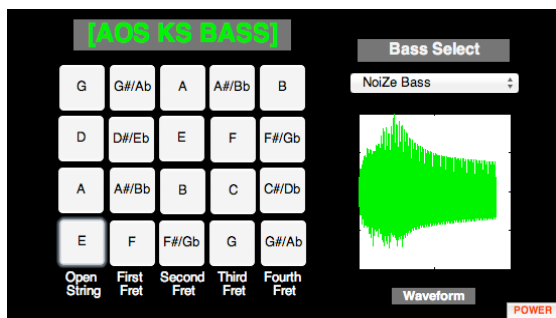 [AOS KS BASS]
Bass Select
NoiZe Bass
G G#/Ab A A#/Bb B
D D#/Eb E F F#/Gb
A A#/Bb B C C#/Db
E F F#/Gb G G#/Ab
Open First Second Third Fourth
String Fret Fret Fret Fret
Waveform
POWER